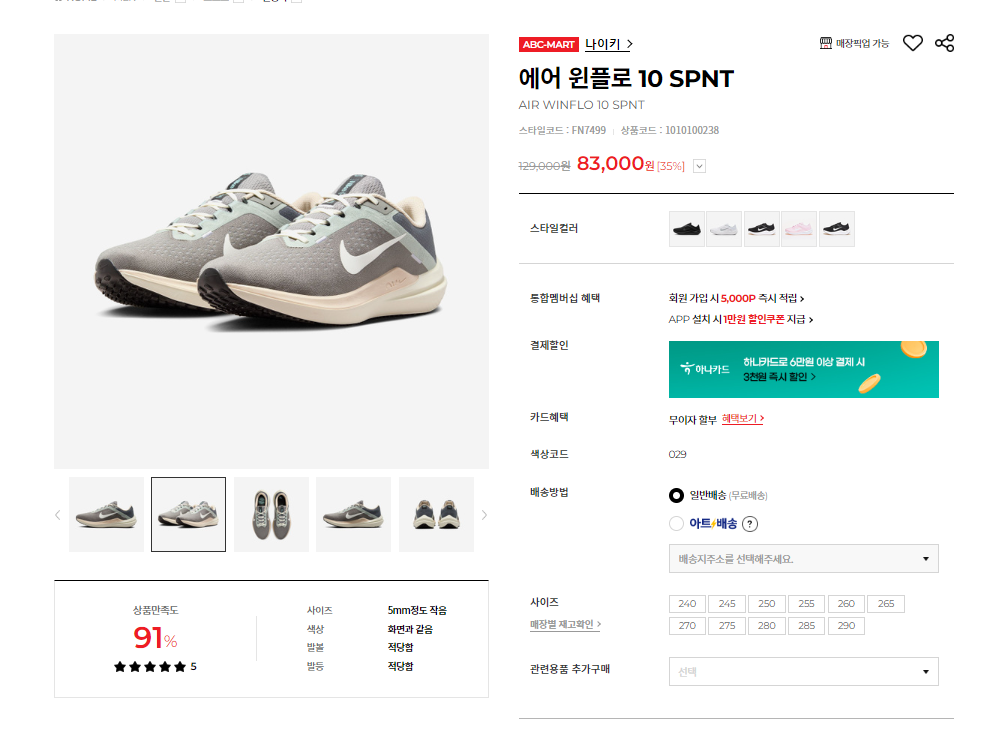 ABC-MART 나이키 >
매장픽업 가능
에어 윈플로 10 SPNT
AIR WINFLO 10 SPNT
스타일코드 : FN7499 | 상품코드 : 1010100238
129,000원 83,000원 [35%]
스타일컬러
통합멤버십 혜택
회원 가입 시 5,000P 즉시 적립 >
APP 설치 시 1만원 할인쿠폰 지급 >
결제할인
하나카드
하나카드로 6만원 이상 결제 시
3천원 즉시 할인 >
카드혜택
무이자 할부 혜택보기 >
색상코드
029
배송방법
일반배송 (무료배송)
아트배송 ?
배송지주소를 선택해주세요.
사이즈
매장별 재고확인 >
240 245 250 255 260 265
270 275 280 285 290
관련용품 추가구매
선택
상품만족도
91%
5
사이즈 5mm정도 작음
색상 화면과 같음
발볼 적당함
발등 적당함